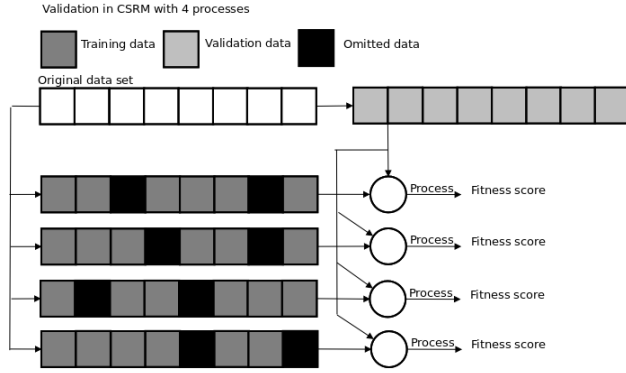 Validation in CSRM with 4 processes
Training data
Validation data
Omitted data
Original data set
Process
Fitness score
Process
Fitness score
Process
Fitness score
Process
Fitness score